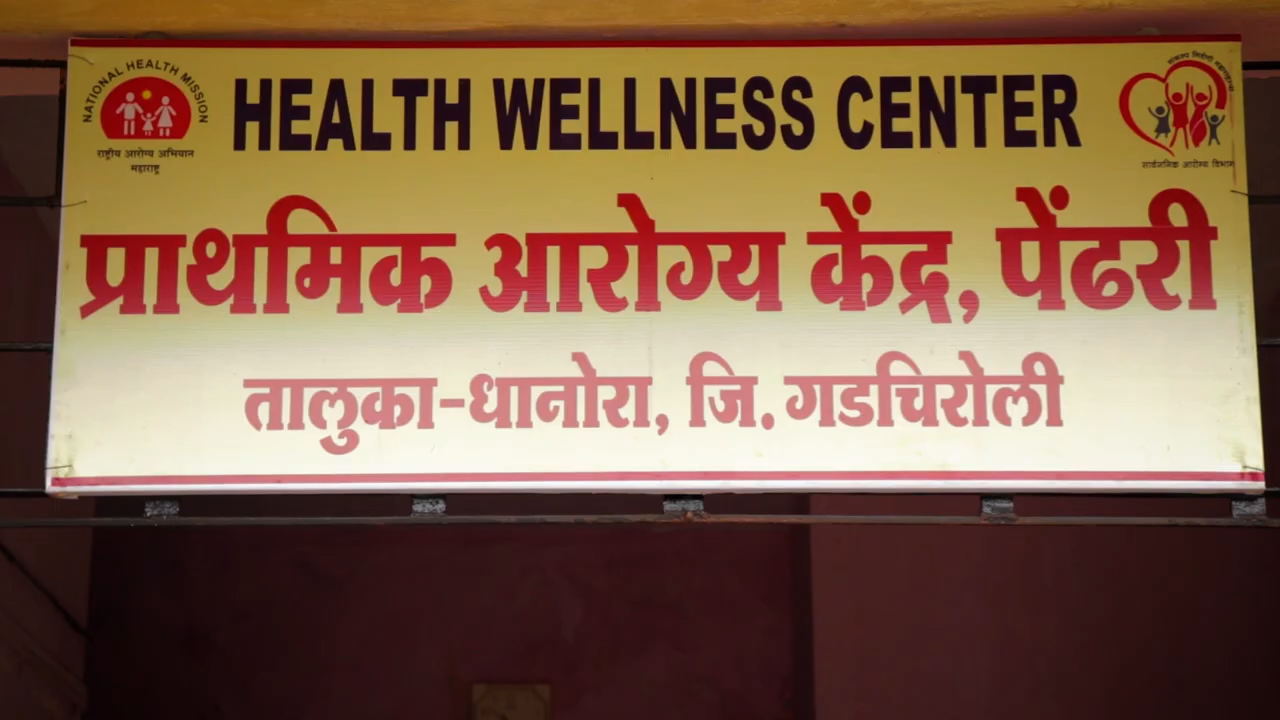 NATIONAL HEALTH MISSION
राष्ट्रीय आरोग्य अभियान
महाराष्ट्र
HEALTH WELLNESS CENTER
सार्वजनिक आरोग्य विभाग
प्राथमिक आरोग्य केंद्र, पेंढरी
तालुका-धानोरा, जि. गडचिरोली